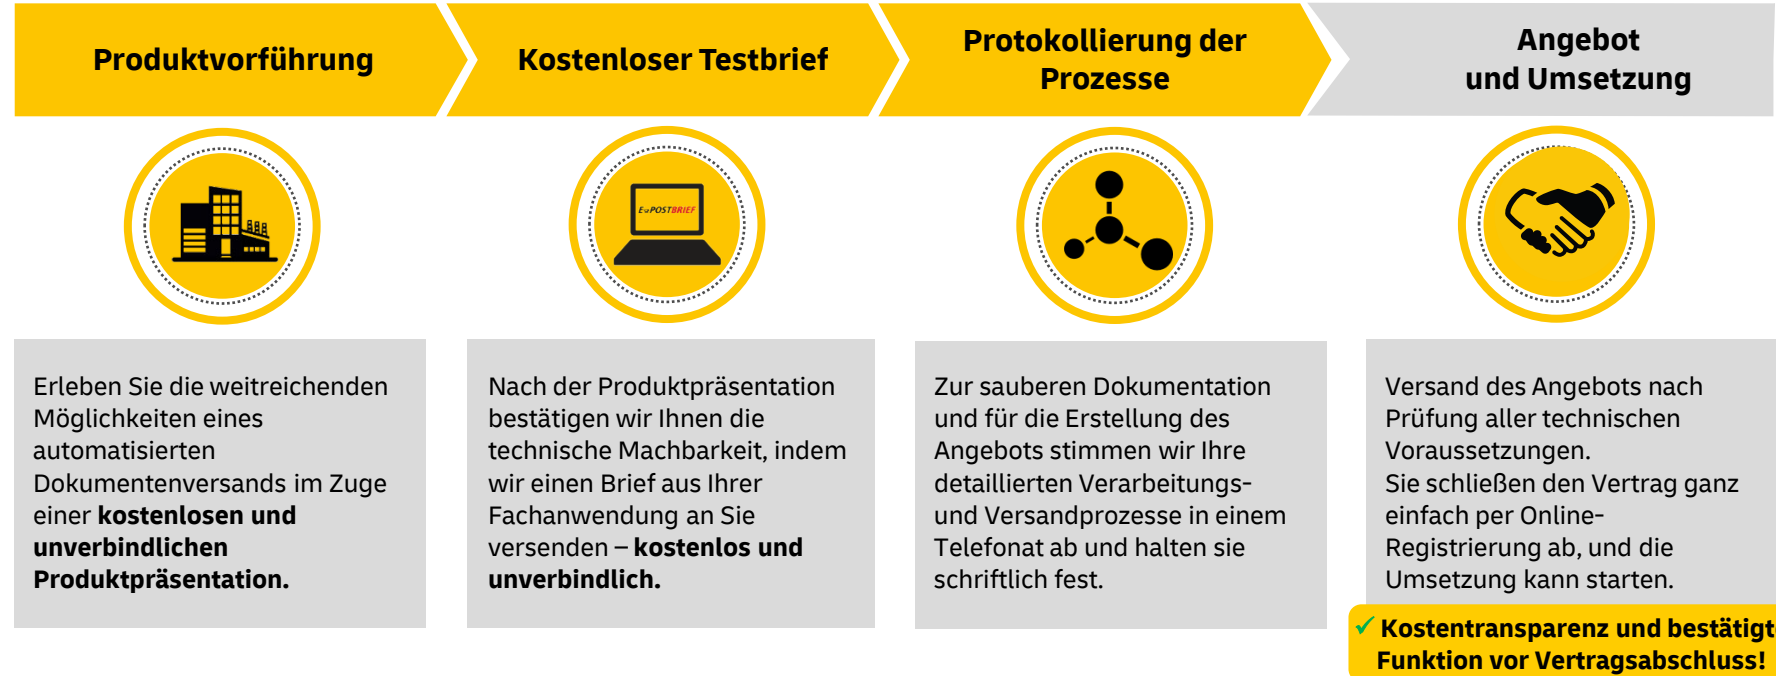 Produktvorführung
Kostenloser Testbrief
Protokollierung der
Prozesse
Angebot
und Umsetzung
E-POSTBRIEF
Erleben Sie die weitreichenden
Möglichkeiten eines
automatisierten
Dokumentenversands im Zuge
einer kostenlosen und
unverbindlichen
Produktpräsentation.
Nach der Produktpräsentation
bestätigen wir Ihnen die
technische Machbarkeit, indem
wir einen Brief aus Ihrer
Fachanwendung an Sie
versenden – kostenlos und
unverbindlich.
Zur sauberen Dokumentation
und für die Erstellung des
Angebots stimmen wir Ihre
detaillierten Verarbeitungs-
und Versandprozesse in einem
Telefonat ab und halten sie
schriftlich fest.
Versand des Angebots nach
Prüfung aller technischen
Voraussetzungen.
Sie schließen den Vertrag ganz
einfach per Online-
Registrierung ab, und die
Umsetzung kann starten.
✓ Kostentransparenz und bestätigte
Funktion vor Vertragsabschluss!